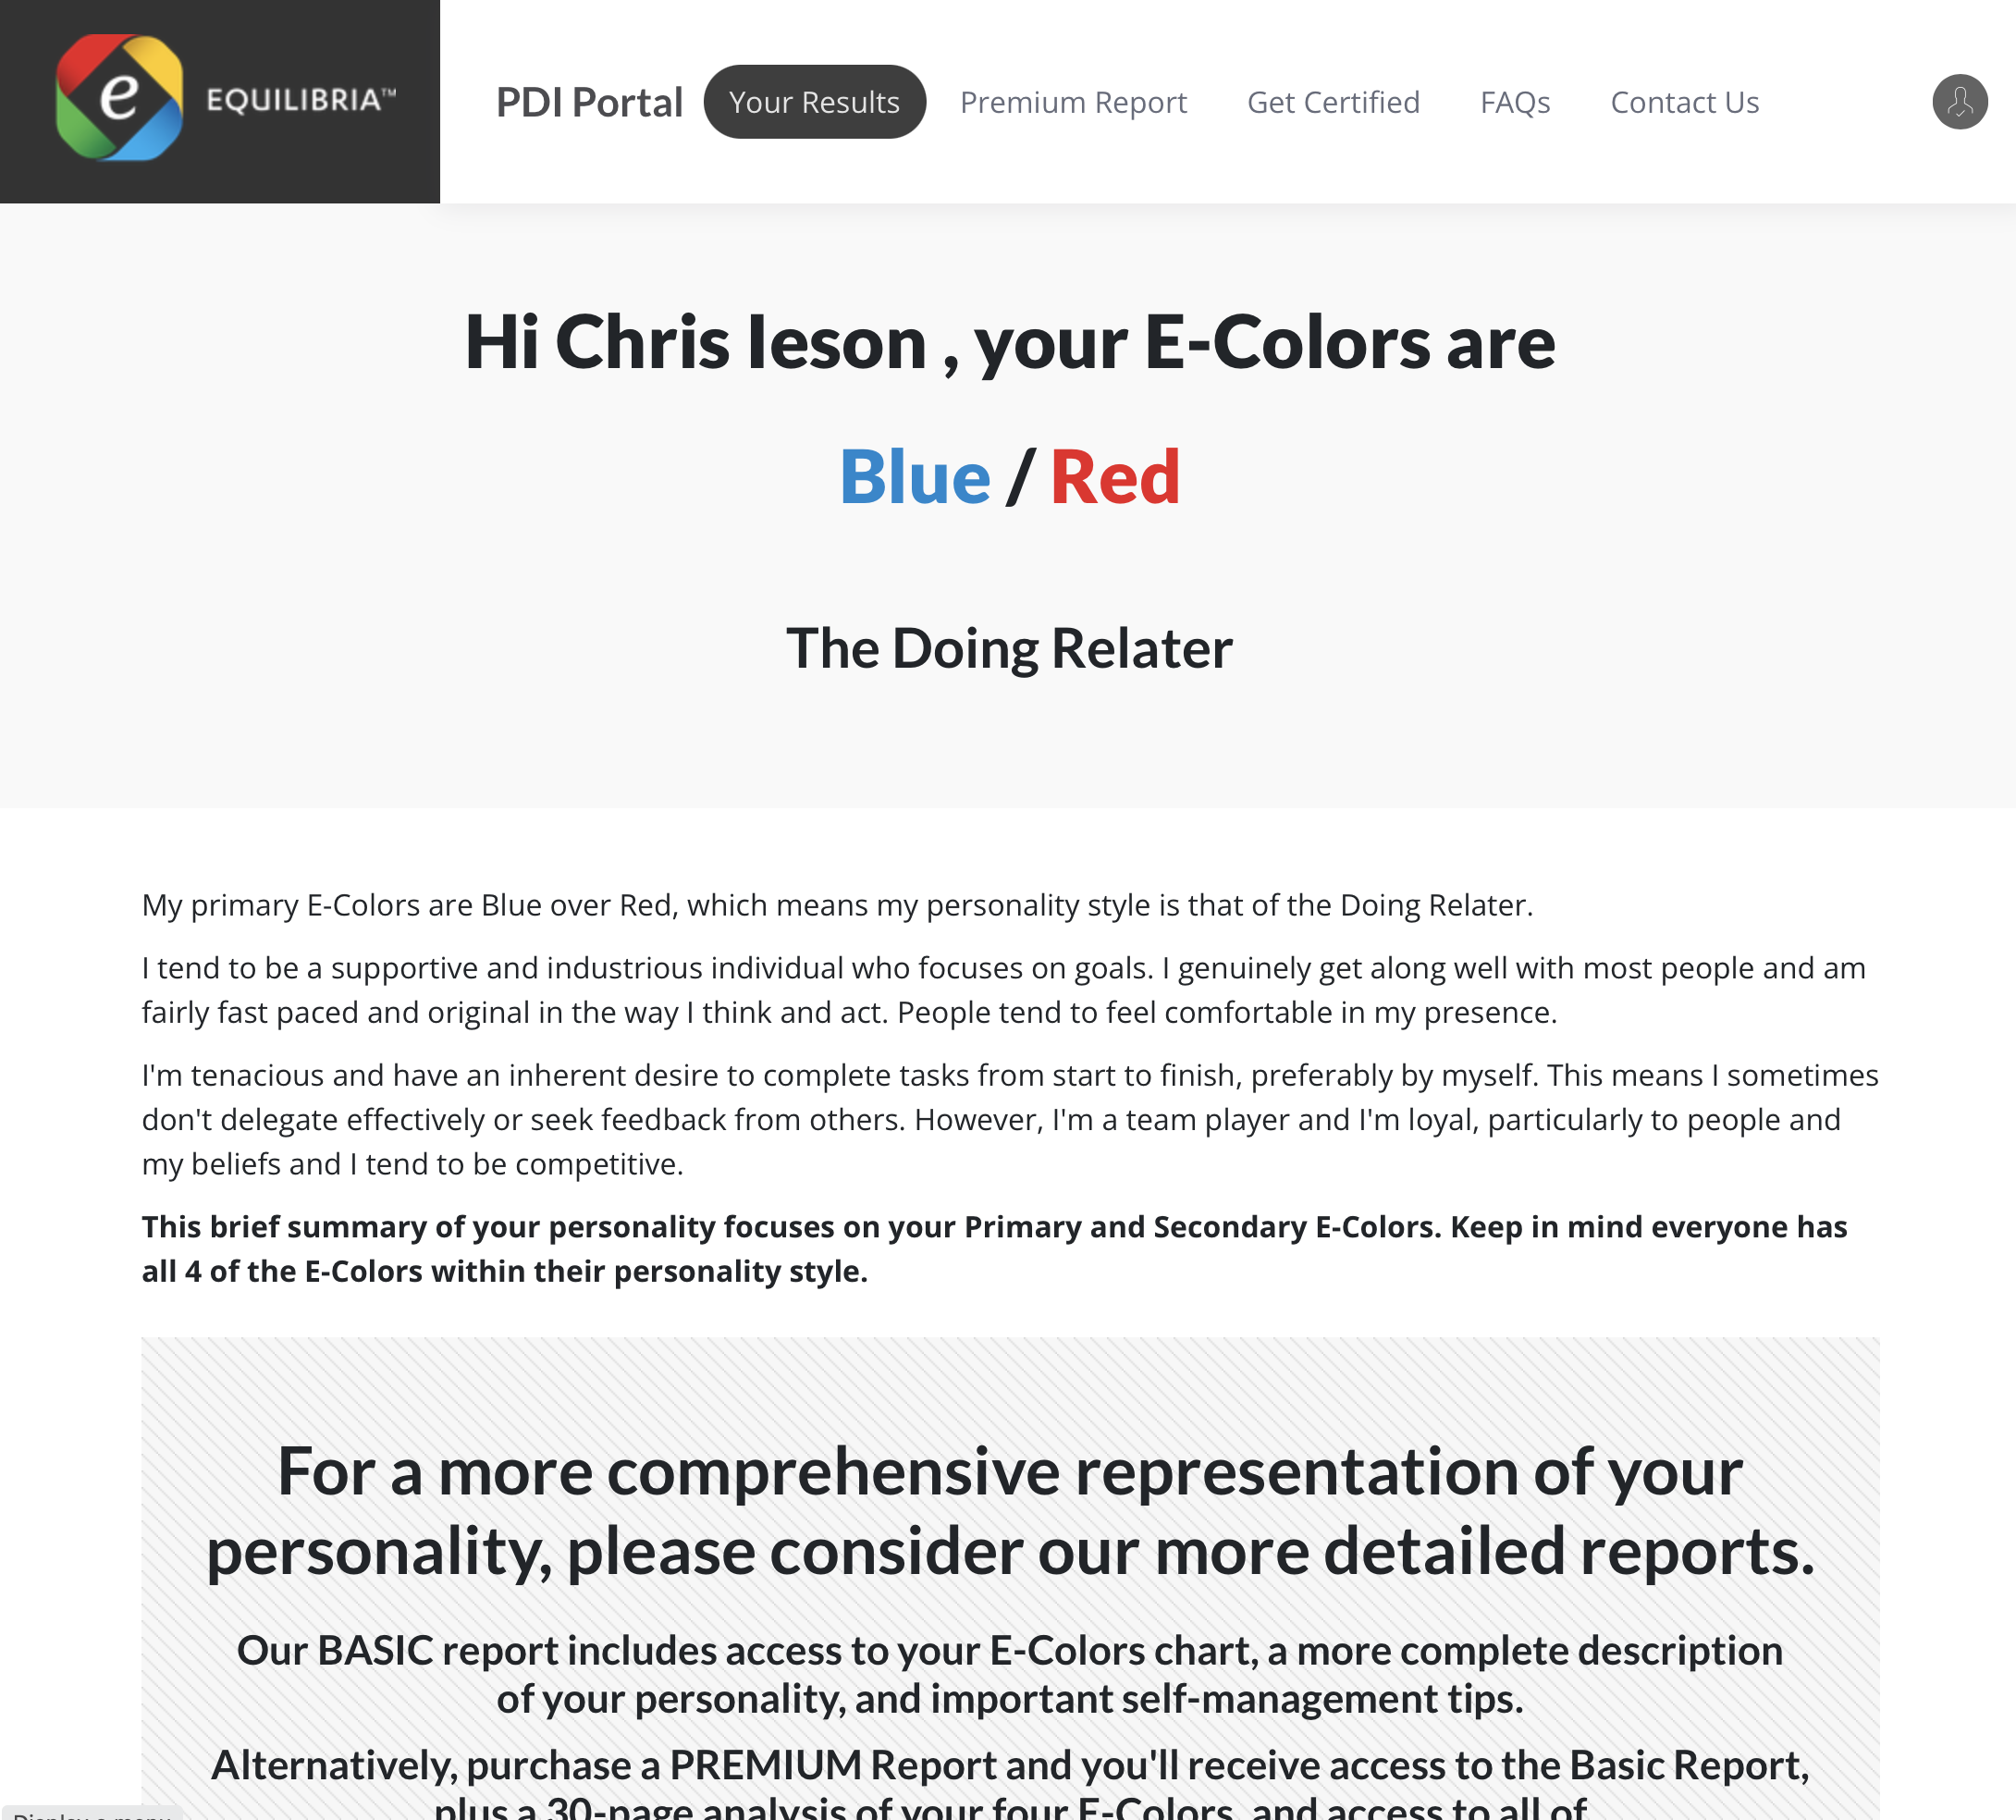 e EQUILIBRIA™
PDI Portal Your Results Premium Report Get Certified FAQs Contact Us
Hi Chris Ieson , your E-Colors are
Blue / Red
The Doing Relater
My primary E-Colors are Blue over Red, which means my personality style is that of the Doing Relater.
I tend to be a supportive and industrious individual who focuses on goals. I genuinely get along well with most people and am
fairly fast paced and original in the way I think and act. People tend to feel comfortable in my presence.
I'm tenacious and have an inherent desire to complete tasks from start to finish, preferably by myself. This means I sometimes
don't delegate effectively or seek feedback from others. However, I'm a team player and I'm loyal, particularly to people and
my beliefs and I tend to be competitive.
This brief summary of your personality focuses on your Primary and Secondary E-Colors. Keep in mind everyone has
all 4 of the E-Colors within their personality style.
For a more comprehensive representation of your
personality, please consider our more detailed reports.
Our BASIC report includes access to your E-Colors chart, a more complete description
of your personality, and important self-management tips.
Alternatively, purchase a PREMIUM Report and you'll receive access to the Basic Report,
plus a 30-page analysis of your four E-Colors, and access to all of
Display a menu